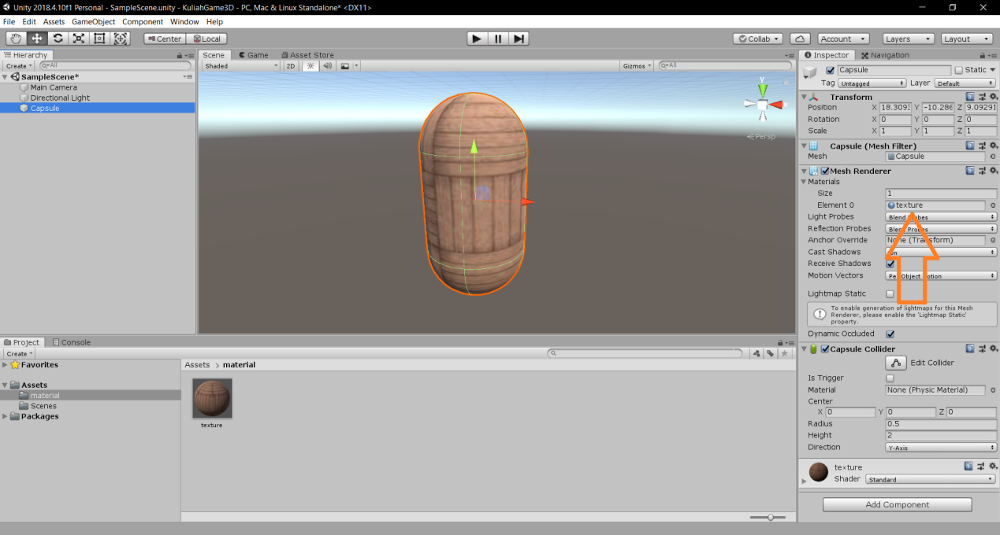 Unity 2018.4.10f1 Personal - SampleScene.unity - KuliahGame3D - PC, Mac & Linux Standalone* <DX11>
File Edit Assets GameObject Component Window Help
Center Local Collab Account Layers Layout
Hierarchy
Create All
SampleScene*
Main Camera
Directional Light
Capsule
Scene Game Asset Store
Shaded 2D Gizmos All
y
x
Persp
Inspector Navigation
Capsule Static
Tag Untagged Layer Default
Transform
Position X 18.3093 Y -10.286 Z 9.09291
Rotation X 0 Y 0 Z 0
Scale X 1 Y 1 Z 1
Capsule (Mesh Filter)
Mesh Capsule
Mesh Renderer
Materials
Size 1
Element 0 texture
Light Probes Blend Probes
Reflection Probes Blend Probes
Anchor Override None (Transform)
Cast Shadows On
Receive Shadows
Motion Vectors Per Object Motion
Lightmap Static
To enable generation of lightmaps for this Mesh
Renderer, please enable the 'Lightmap Static'
property.
Dynamic Occluded
Capsule Collider
Edit Collider
Is Trigger
Material None (Physic Material)
Center
X 0 Y 0 Z 0
Radius 0.5
Height 2
Direction Y-Axis
texture
Shader Standard
Add Component
Project Console
Create
Favorites
Assets
material
Scenes
Packages
Assets > material
texture